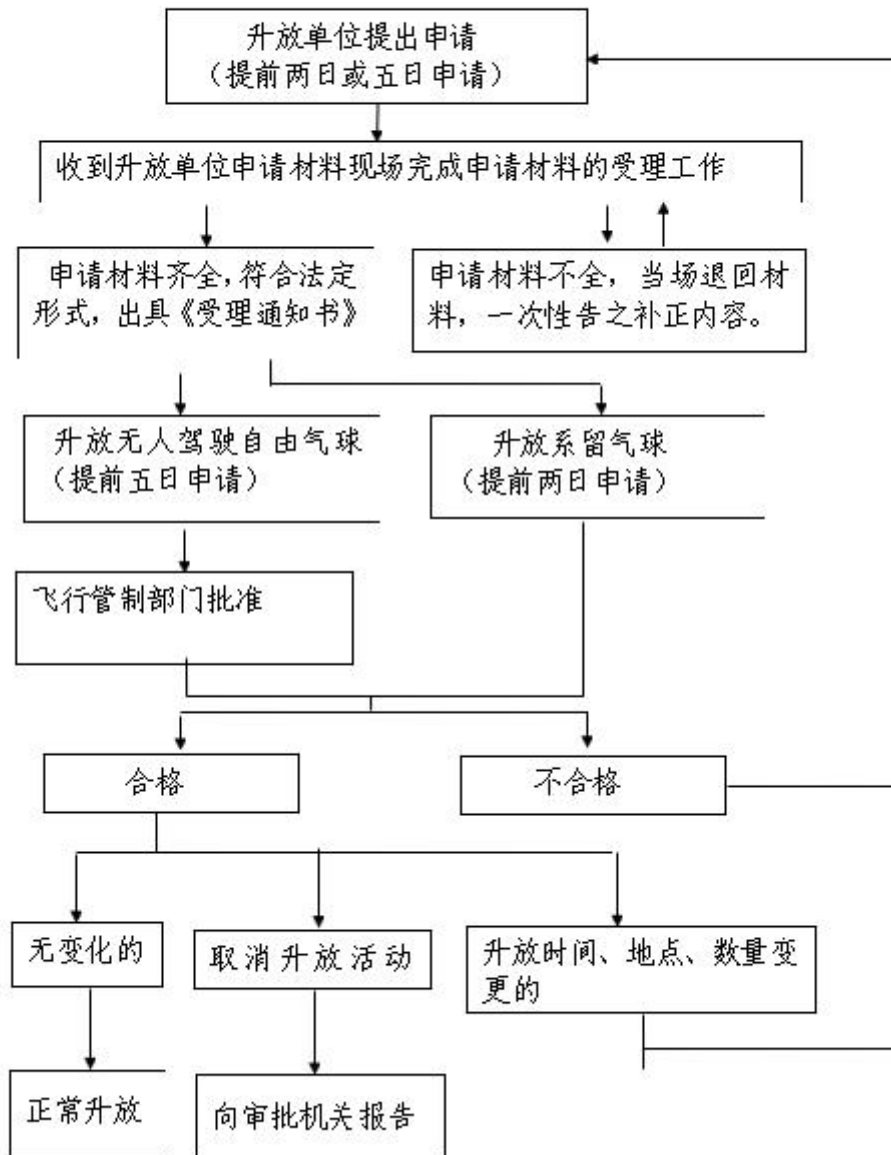 升放单位提出申请
（提前两日或五日申请）
收到升放单位申请材料现场完成申请材料的受理工作
申请材料齐全，符合法定
形式，出具《受理通知书》
申请材料不全，当场退回材
料，一次性告之补正内容。
升放无人驾驶自由气球
（提前五日申请）
升放系留气球
（提前两日申请）
飞行管制部门批准
合格
不合格
无变化的
取消升放活动
升放时间、地点、数量变
更的
正常升放
向审批机关报告